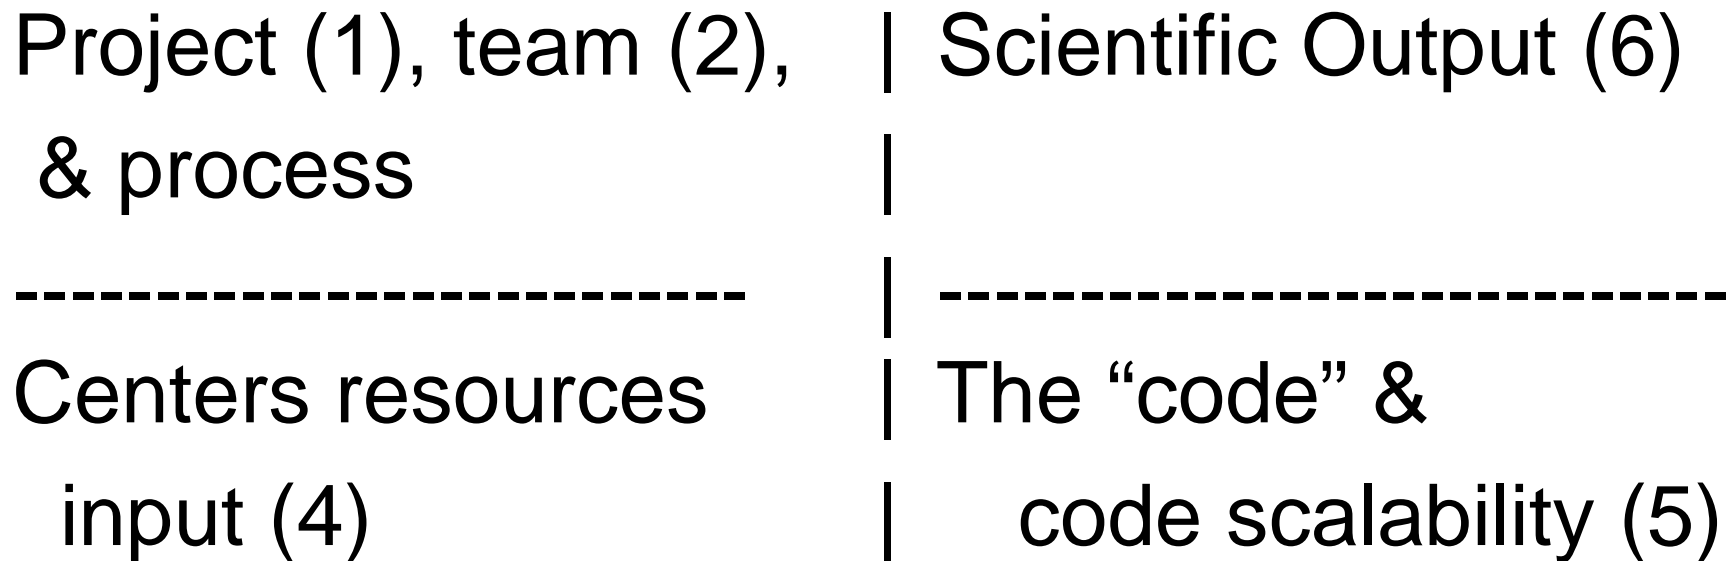 Project (1), team (2), | Scientific Output (6)
& process |
-------------------------- | ----------------------------
Centers resources | The “code” &
input (4) | code scalability (5)